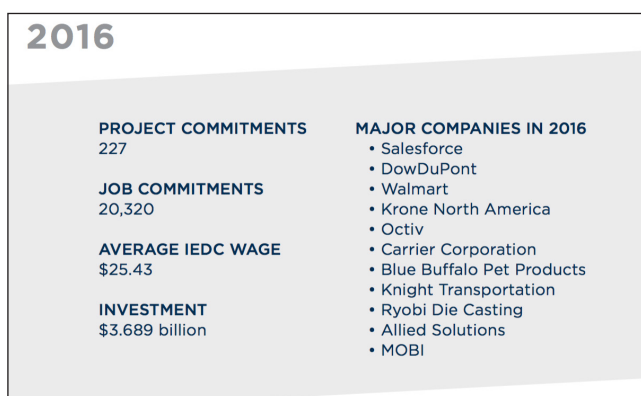 2016
PROJECT COMMITMENTS
227
JOB COMMITMENTS
20,320
AVERAGE IEDC WAGE
$25.43
INVESTMENT
$3.689 billion
MAJOR COMPANIES IN 2016
• Salesforce
• DowDuPont
• Walmart
• Krone North America
• Octiv
• Carrier Corporation
• Blue Buffalo Pet Products
• Knight Transportation
• Ryobi Die Casting
• Allied Solutions
• MOBI